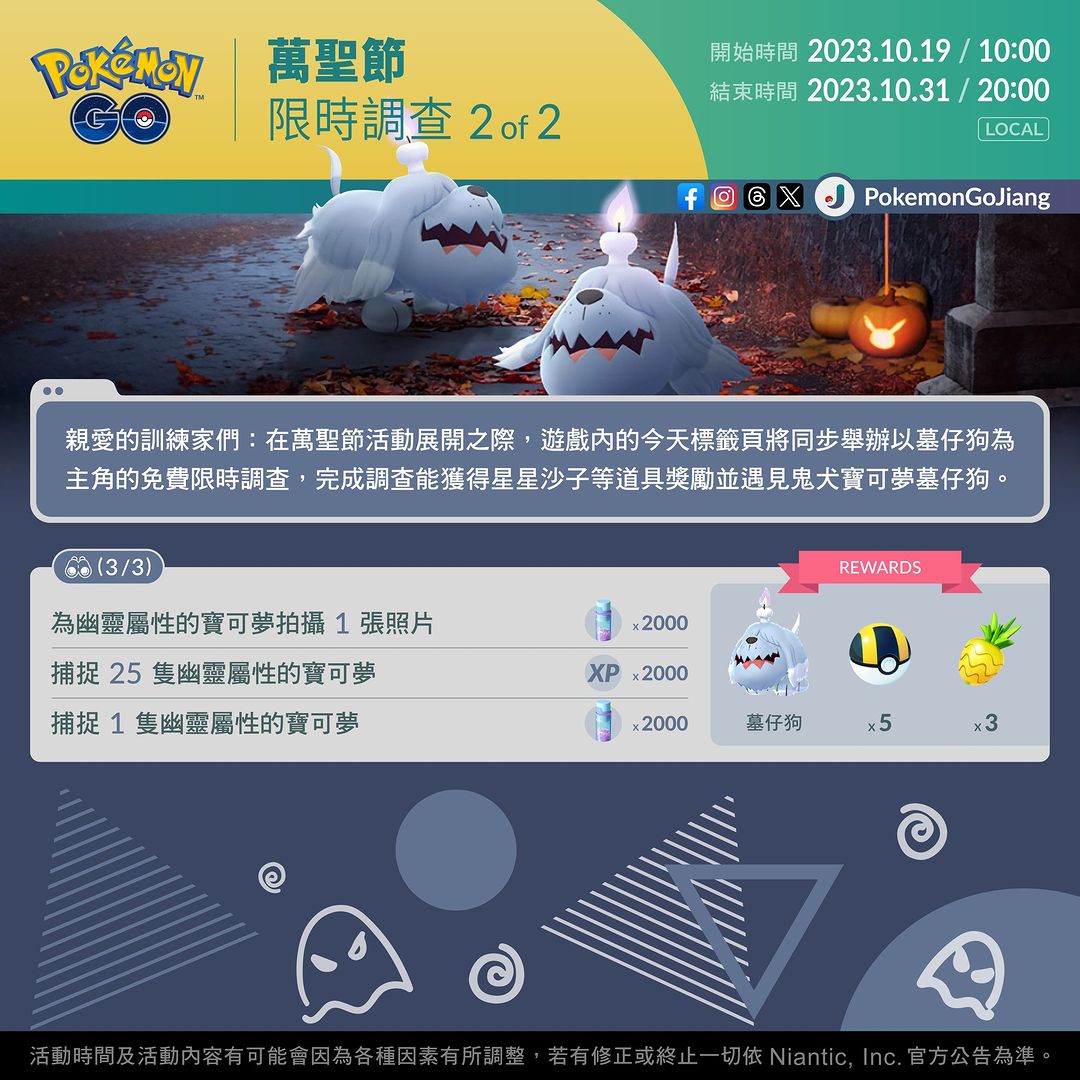 POKÉMON
GO
TM
萬聖節
限時調查 2 of 2
開始時間 2023.10.19 / 10:00
結束時間 2023.10.31 / 20:00
LOCAL
PokemonGoJiang
親愛的訓練家們：在萬聖節活動展開之際，遊戲內的今天標籤頁將同步舉辦以墓仔狗為
主角的免費限時調查，完成調查能獲得星星沙子等道具獎勵並遇見鬼犬寶可夢墓仔狗。
(3/3)
為幽靈屬性的寶可夢拍攝 1 張照片 x2000
捕捉 25 隻幽靈屬性的寶可夢 XP x2000
捕捉 1 隻幽靈屬性的寶可夢 x2000
REWARDS
墓仔狗 x5 x3
活動時間及活動內容有可能會因為各種因素有所調整，若有修正或終止一切依 Niantic, Inc. 官方公告為準。